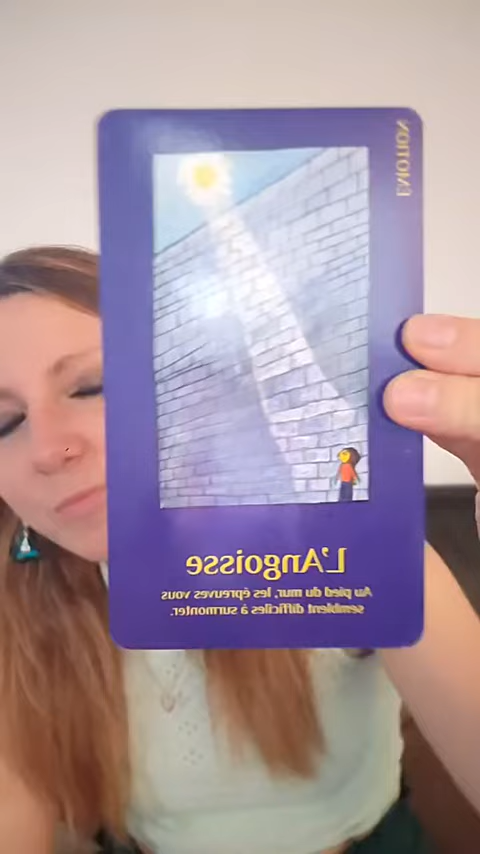 ÉMOTION
L'Angoisse
Au pied du mur, les épreuves vous
semblent difficiles à surmonter.